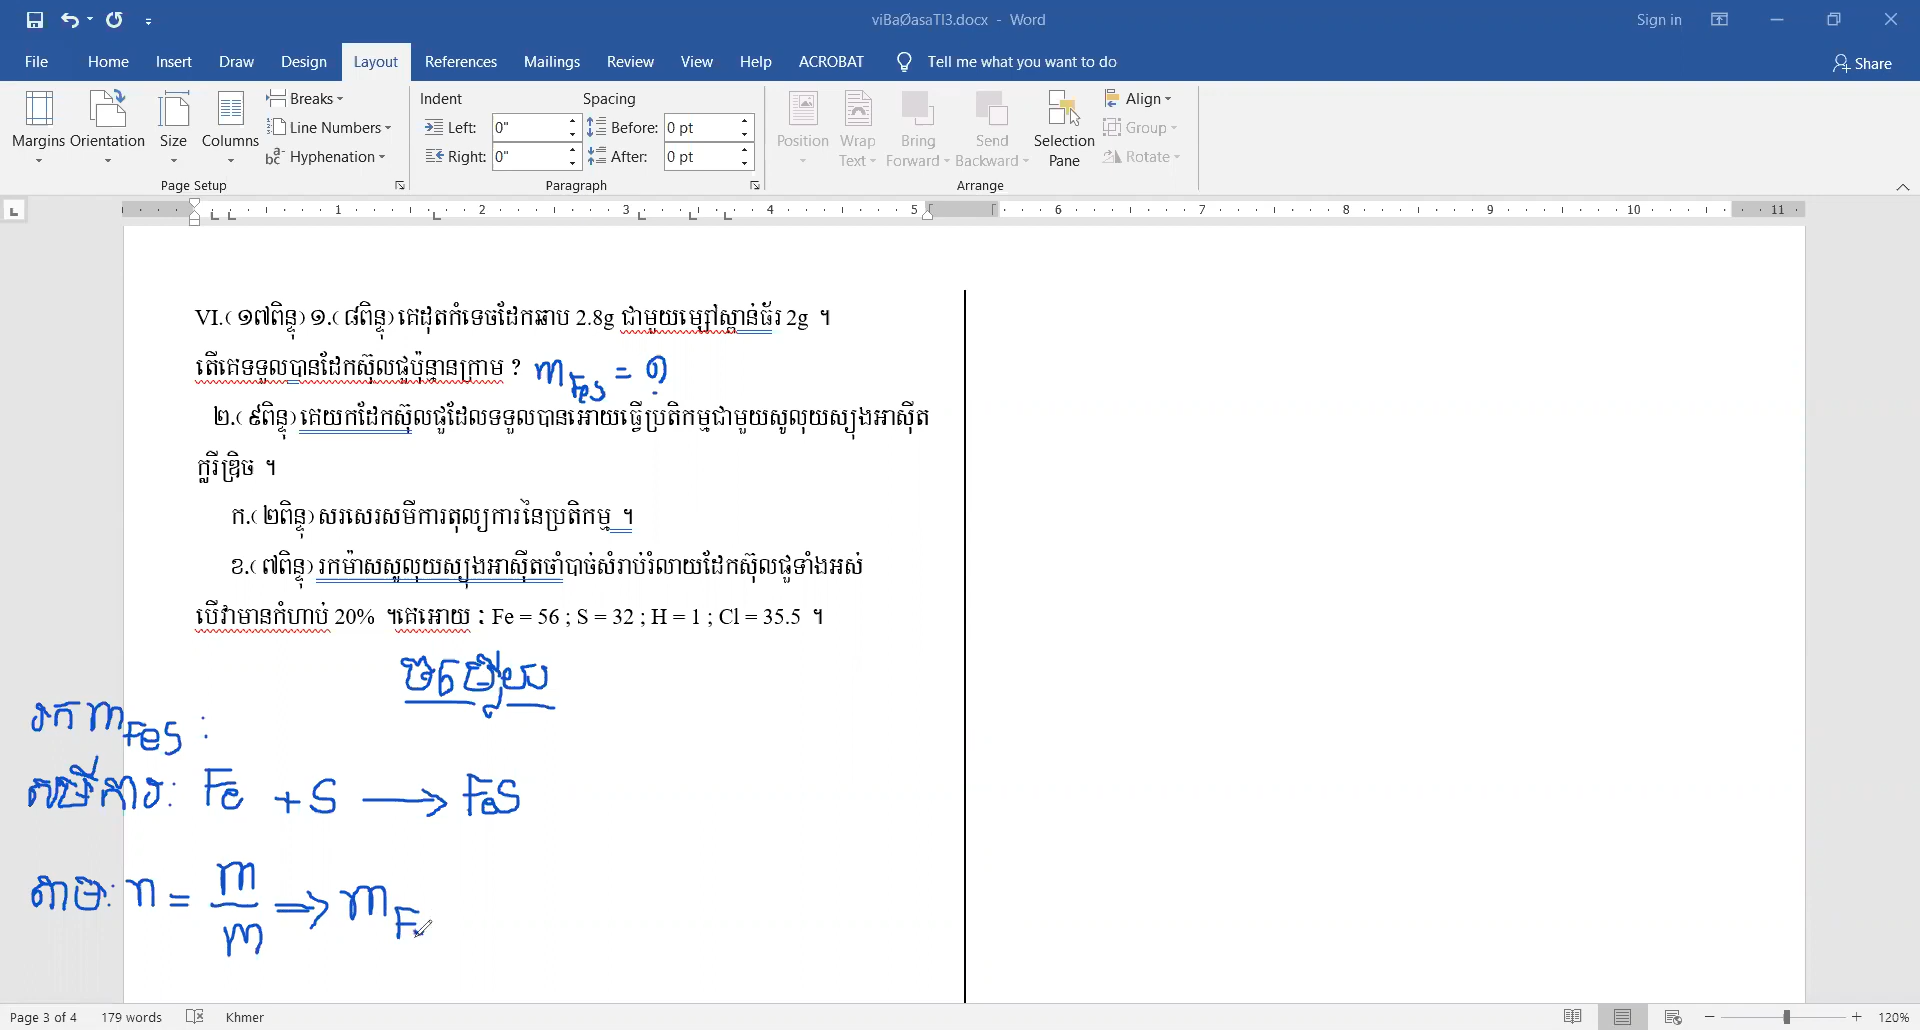 viBaØasaTI3.docx - Word
Sign in
File Home Insert Draw Design Layout References Mailings Review View Help ACROBAT Tell me what you want to do Share
Margins Orientation Size Columns
Breaks
Line Numbers
Hyphenation
Page Setup
Indent Spacing
Left: 0" Before: 0 pt
Right: 0" After: 0 pt
Paragraph
Position Wrap Text Bring Forward Send Backward Selection Pane
Align
Group
Rotate
Arrange
1 2 3 4 5 6 7 8 9 10 11
VI.(១៧ពិន្ទុ) ១.(៨ពិន្ទុ) គេដុតកំទេចដែកឆាប 2.8g ជាមួយម្សៅស្ពាន់ធ័រ 2g ។
តើគេទទួលបានដែកស៊ុលផួប៉ុន្មានក្រាម ? m FeS = ?
២.(៩ពិន្ទុ) គេយកដែកស៊ុលផួដែលទទួលបានអោយធ្វើប្រតិកម្មជាមួយសូលុយស្យុងអាស៊ីត
ក្លរីឌ្រិច ។
ក.(២ពិន្ទុ) សរសេរសមីការតុល្យការនៃប្រតិកម្ម ។
ខ.(៧ពិន្ទុ) រកម៉ាសសូលុយស្យុងអាស៊ីតចាំបាច់សំរាប់រំលាយដែកស៊ុលផួទាំងអស់
បើវាមានកំហាប់ 20% ។គេអោយ : Fe = 56 ; S = 32 ; H = 1 ; Cl = 35.5 ។
ចម្លើយ
រក m FeS :
សមីការ: Fe + S → FeS
តាម: n = m / m ⇒ m F
Page 3 of 4 179 words Khmer 120%